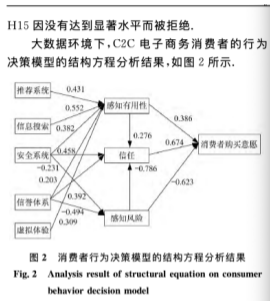 H15 因没有达到显著水平而被拒绝.
大数据环境下,C2C 电子商务消费者的行为
决策模型的结构方程分析结果,如图 2 所示.
推荐系统
0.431
感知有用性
0.552
0.386
信息搜索
0.382
0.276
安全系统
0.458
信任
0.674
消费者购买意愿
-0.231
0.203
-0.786
信誉体系
0.392
-0.623
-0.494
感知风险
虚拟体验
0.309
图 2 消费者行为决策模型的结构方程分析结果
Fig. 2 Analysis result of structural equation on consumer
behavior decision model